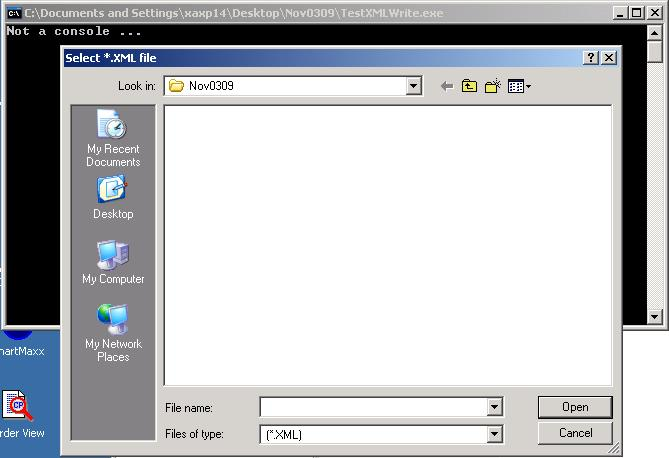 C:\Documents and Settings\xaxp14\Desktop\Nov0309\TestXMLWrite.exe
Not a console ...
Select *.XML file
Look in:
Nov0309
My Recent
Documents
Desktop
My Computer
My Network
Places
File name:
Open
Files of type:
(*.XML)
Cancel
nartMaxx
rder View